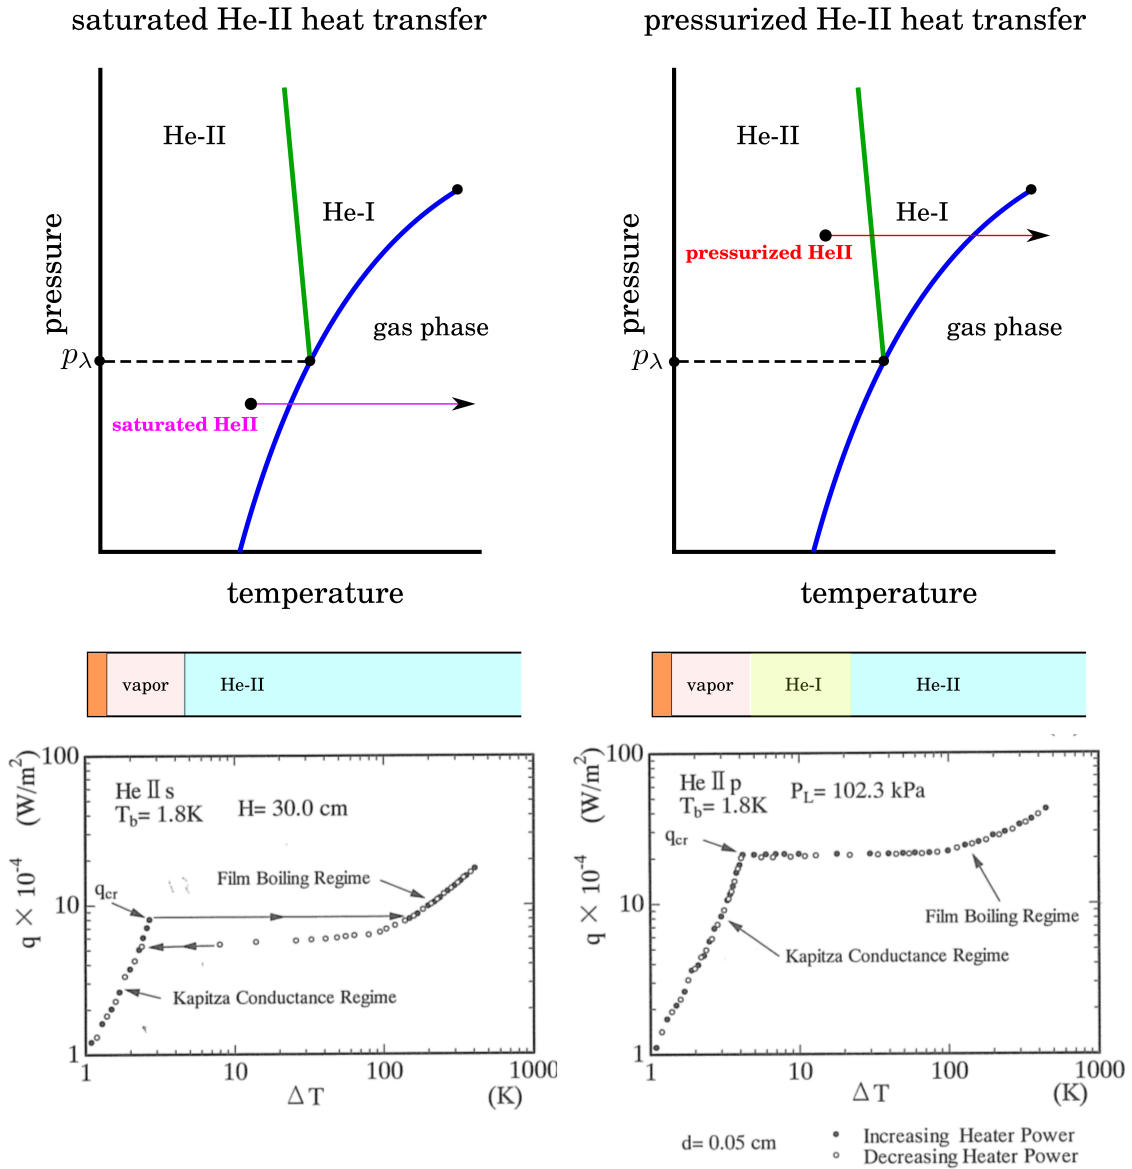 saturated He-II heat transfer
pressurized He-II heat transfer
He-II
He-I
pressure
gas phase
pλ
saturated HeII
temperature
He-II
He-I
pressurized HeII
pressure
gas phase
pλ
temperature
vapor
He-II
vapor
He-I
He-II
100
He II s
Tb= 1.8K
H= 30.0 cm
qcr
Film Boiling Regime
10
q × 10-4 (W/m2)
Kapitza Conductance Regime
1
1
10
100
1000
Δ T
(K)
100
He II p
Tb= 1.8K
PL= 102.3 kPa
qcr
10
q × 10-4 (W/m2)
Film Boiling Regime
Kapitza Conductance Regime
1
1
10
100
1000
Δ T
(K)
d= 0.05 cm
Increasing Heater Power
Decreasing Heater Power